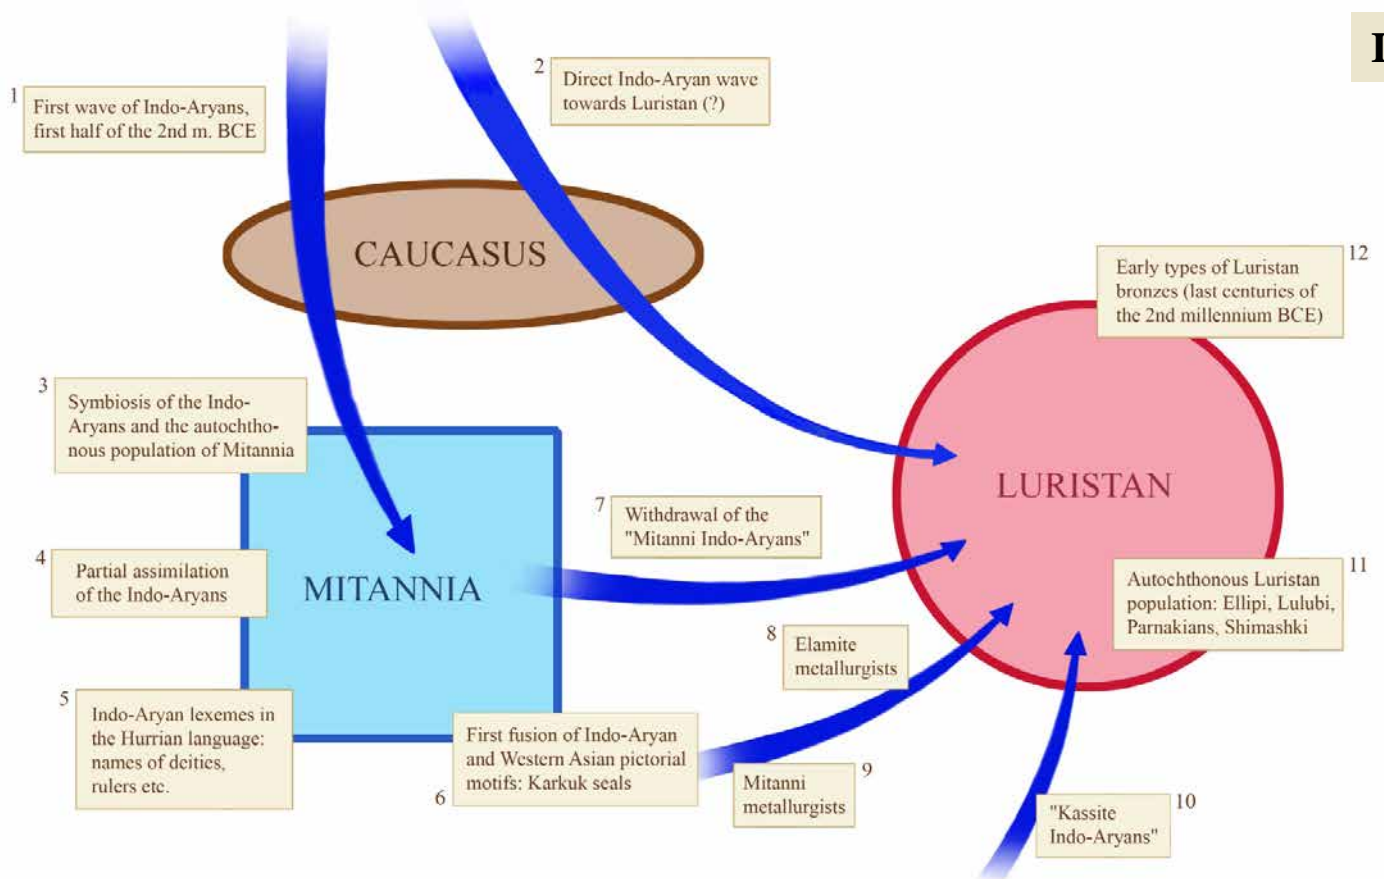 I
1
First wave of Indo-Aryans,
first half of the 2nd m. BCE
2
Direct Indo-Aryan wave
towards Luristan (?)
CAUCASUS
12
Early types of Luristan
bronzes (last centuries of
the 2nd millennium BCE)
3
Symbiosis of the Indo-
Aryans and the autochtho-
nous population of Mitannia
LURISTAN
7
Withdrawal of the
"Mitanni Indo-Aryans"
4
Partial assimilation
of the Indo-Aryans
MITANNIA
11
Autochthonous Luristan
population: Ellipi, Lulubi,
Parnakians, Shimashki
8
Elamite
metallurgists
5
Indo-Aryan lexemes in
the Hurrian language:
names of deities,
rulers etc.
6
First fusion of Indo-Aryan
and Western Asian pictorial
motifs: Karkuk seals
9
Mitanni
metallurgists
10
"Kassite
Indo-Aryans"